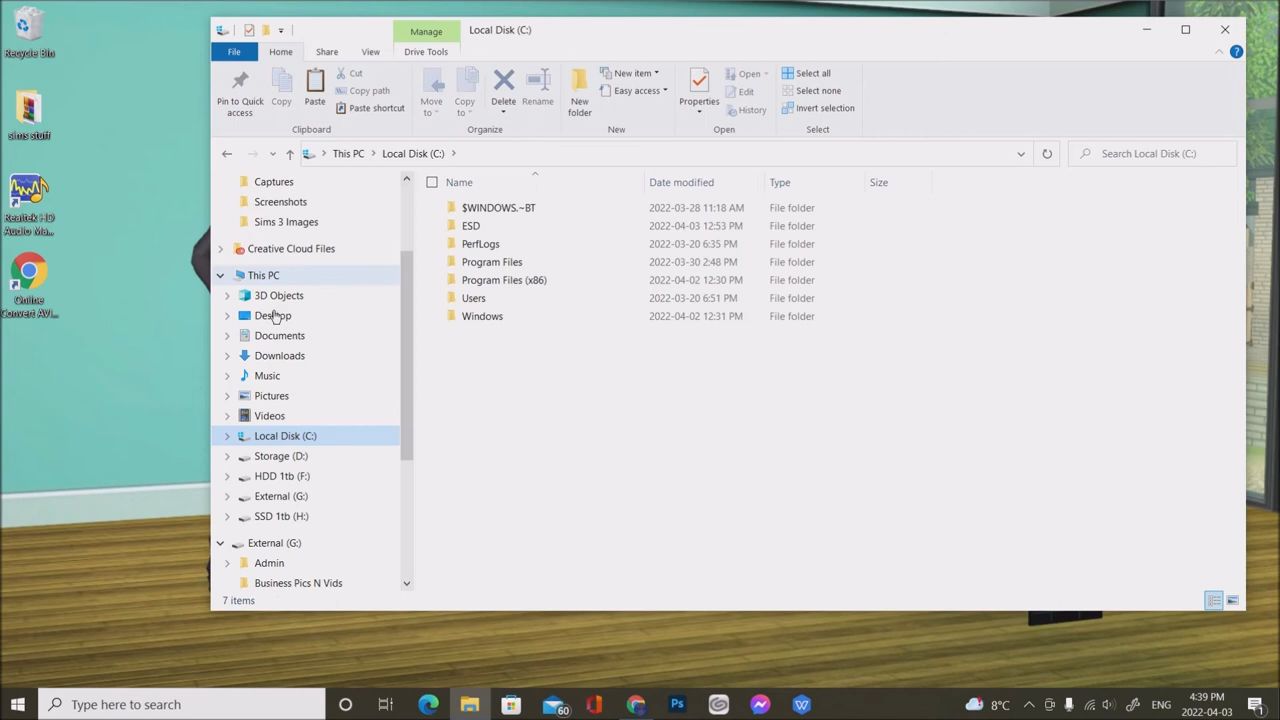 Recycle Bin
sims stuff
Realtek HD
Audio Ma...
Online
Convert AVI...
Manage
Local Disk (C:)
File
Home
Share
View
Drive Tools
Pin to Quick
access
Copy
Paste
Cut
Copy path
Paste shortcut
Clipboard
Move
to
Copy
to
Delete
Rename
Organize
New
folder
New item
Easy access
New
Properties
Open
Edit
History
Open
Select all
Select none
Invert selection
Select
This PC
Local Disk (C:)
Search Local Disk (C:)
Captures
Screenshots
Sims 3 Images
Creative Cloud Files
This PC
3D Objects
Desktop
Documents
Downloads
Music
Pictures
Videos
Local Disk (C:)
Storage (D:)
HDD 1tb (F:)
External (G:)
SSD 1tb (H:)
External (G:)
Admin
Business Pics N Vids
Name Date modified Type Size
$WINDOWS.~BT 2022-03-28 11:18 AM File folder
ESD 2022-04-03 12:53 PM File folder
PerfLogs 2022-03-20 6:35 PM File folder
Program Files 2022-03-30 2:48 PM File folder
Program Files (x86) 2022-04-02 12:30 PM File folder
Users 2022-03-20 6:51 PM File folder
Windows 2022-04-02 12:31 PM File folder
7 items
Type here to search
60
8°C
ENG
4:39 PM
2022-04-03
1